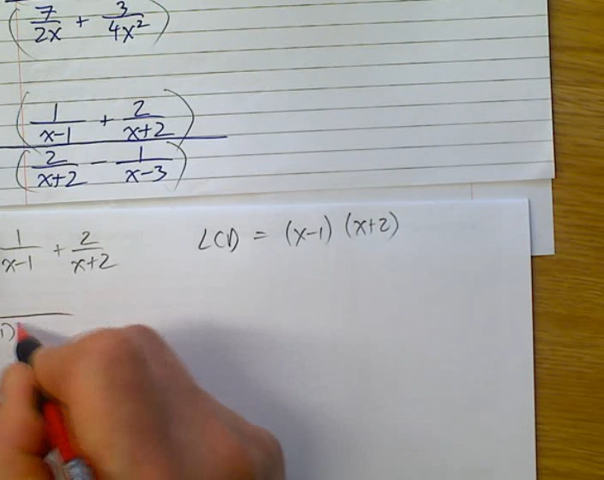 (7/2x + 3/4x²)
(1/x-1 + 2/x+2)
(2/x+2 - 1/x-3)
1/x-1 + 2/x+2 LCD = (x-1) (x+2)
1)